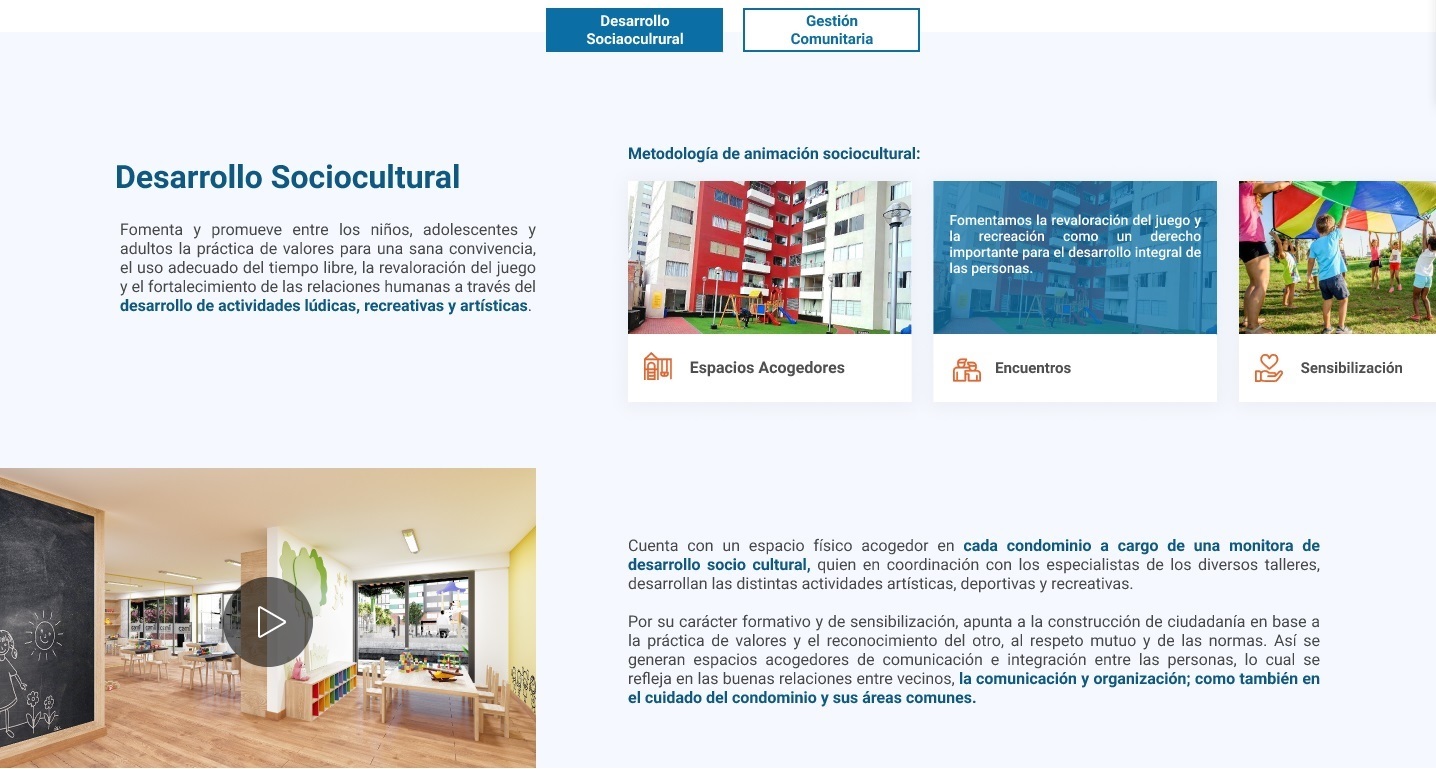 Desarrollo
Sociaoculrural
Gestión
Comunitaria
Desarrollo Sociocultural
Fomenta y promueve entre los niños, adolescentes y
adultos la práctica de valores para una sana convivencia,
el uso adecuado del tiempo libre, la revaloración del juego
y el fortalecimiento de las relaciones humanas a través del
desarrollo de actividades lúdicas, recreativas y artísticas.
Metodología de animación sociocultural:
Espacios Acogedores
Fomentamos la revaloración del juego y
la recreación como un derecho
importante para el desarrollo integral de
las personas.
Encuentros
Sensibilización
Cuenta con un espacio físico acogedor en cada condominio a cargo de una monitora de
desarrollo socio cultural, quien en coordinación con los especialistas de los diversos talleres,
desarrollan las distintas actividades artísticas, deportivas y recreativas.
Por su carácter formativo y de sensibilización, apunta a la construcción de ciudadanía en base a
la práctica de valores y el reconocimiento del otro, al respeto mutuo y de las normas. Así se
generan espacios acogedores de comunicación e integración entre las personas, lo cual se
refleja en las buenas relaciones entre vecinos, la comunicación y organización; como también en
el cuidado del condominio y sus áreas comunes.